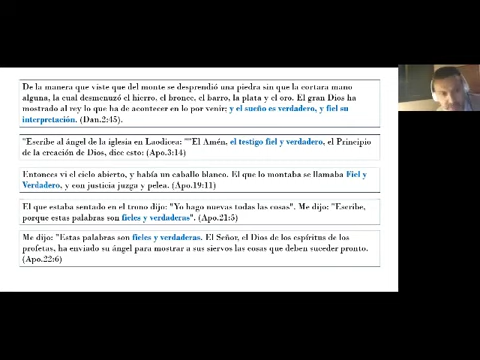 De la manera que viste que del monte se desprendió una piedra sin que la cortara mano
alguna, la cual desmenuzó el hierro, el bronce, el barro, la plata y el oro. El gran Dios ha
mostrado al rey lo que ha de acontecer en lo por venir; y el sueño es verdadero, y fiel su
interpretación. (Dan.2:45).
"Escribe al ángel de la iglesia en Laodicea: ""El Amén, el testigo fiel y verdadero, el Principio
de la creación de Dios, dice esto: (Apo.3:14)
Entonces vi el cielo abierto, y había un caballo blanco. El que lo montaba se llamaba Fiel y
Verdadero, y con justicia juzga y pelea. (Apo.19:11)
El que estaba sentado en el trono dijo: "Yo hago nuevas todas las cosas". Me dijo: "Escribe,
porque estas palabras son fieles y verdaderas". (Apo.21:5)
Me dijo: "Estas palabras son fieles y verdaderas. El Señor, el Dios de los espíritus de los
profetas, ha enviado su ángel para mostrar a sus siervos las cosas que deben suceder pronto.
(Apo.22:6)